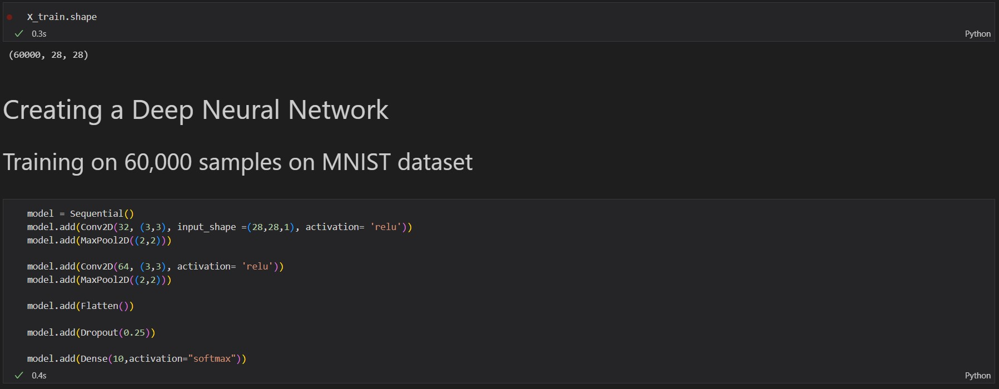 X_train.shape
0.3s
Python
(60000, 28, 28)
Creating a Deep Neural Network
Training on 60,000 samples on MNIST dataset
model = Sequential()
model.add(Conv2D(32, (3,3), input_shape =(28,28,1), activation= 'relu'))
model.add(MaxPool2D((2,2)))
model.add(Conv2D(64, (3,3), activation= 'relu'))
model.add(MaxPool2D((2,2)))
model.add(Flatten())
model.add(Dropout(0.25))
model.add(Dense(10,activation="softmax"))
0.4s
Python